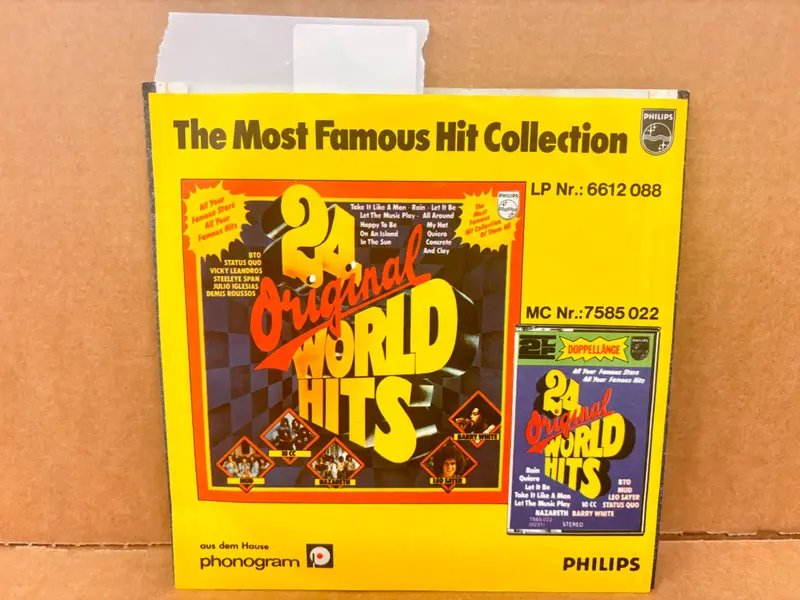 The Most Famous Hit Collection
PHILIPS
LP Nr.: 6612 088
All Your
Famous Stars
All Your
Famous Hits
24
Original
WORLD
HITS
Take It Like A Man · Rain · Let It Be
Let The Music Play · All Around
Happy To Be
On An Island
In The Sun
My Hat
Quiero
Concrete
And Clay
PHILIPS
The
Most
Famous
Hit Collection
Of Them All
BTO
STATUS QUO
VICKY LEANDROS
STEELEYE SPAN
JULIO IGLESIAS
DEMIS ROUSSOS
MUD
10 CC
NAZARETH
LEO SAYER
BARRY WHITE
MC Nr.: 7585 022
DOPPELLÄNGE
All Your Famous Stars
All Your Famous Hits
24
Original
WORLD
HITS
Rain
Quiero
Let It Be
Take It Like A Man
Let The Music Play
BTO
MUD
LEO SAYER
10 CC STATUS QUO
NAZARETH BARRY WHITE
7585 022
STEREO
aus dem Hause
phonogram
PHILIPS